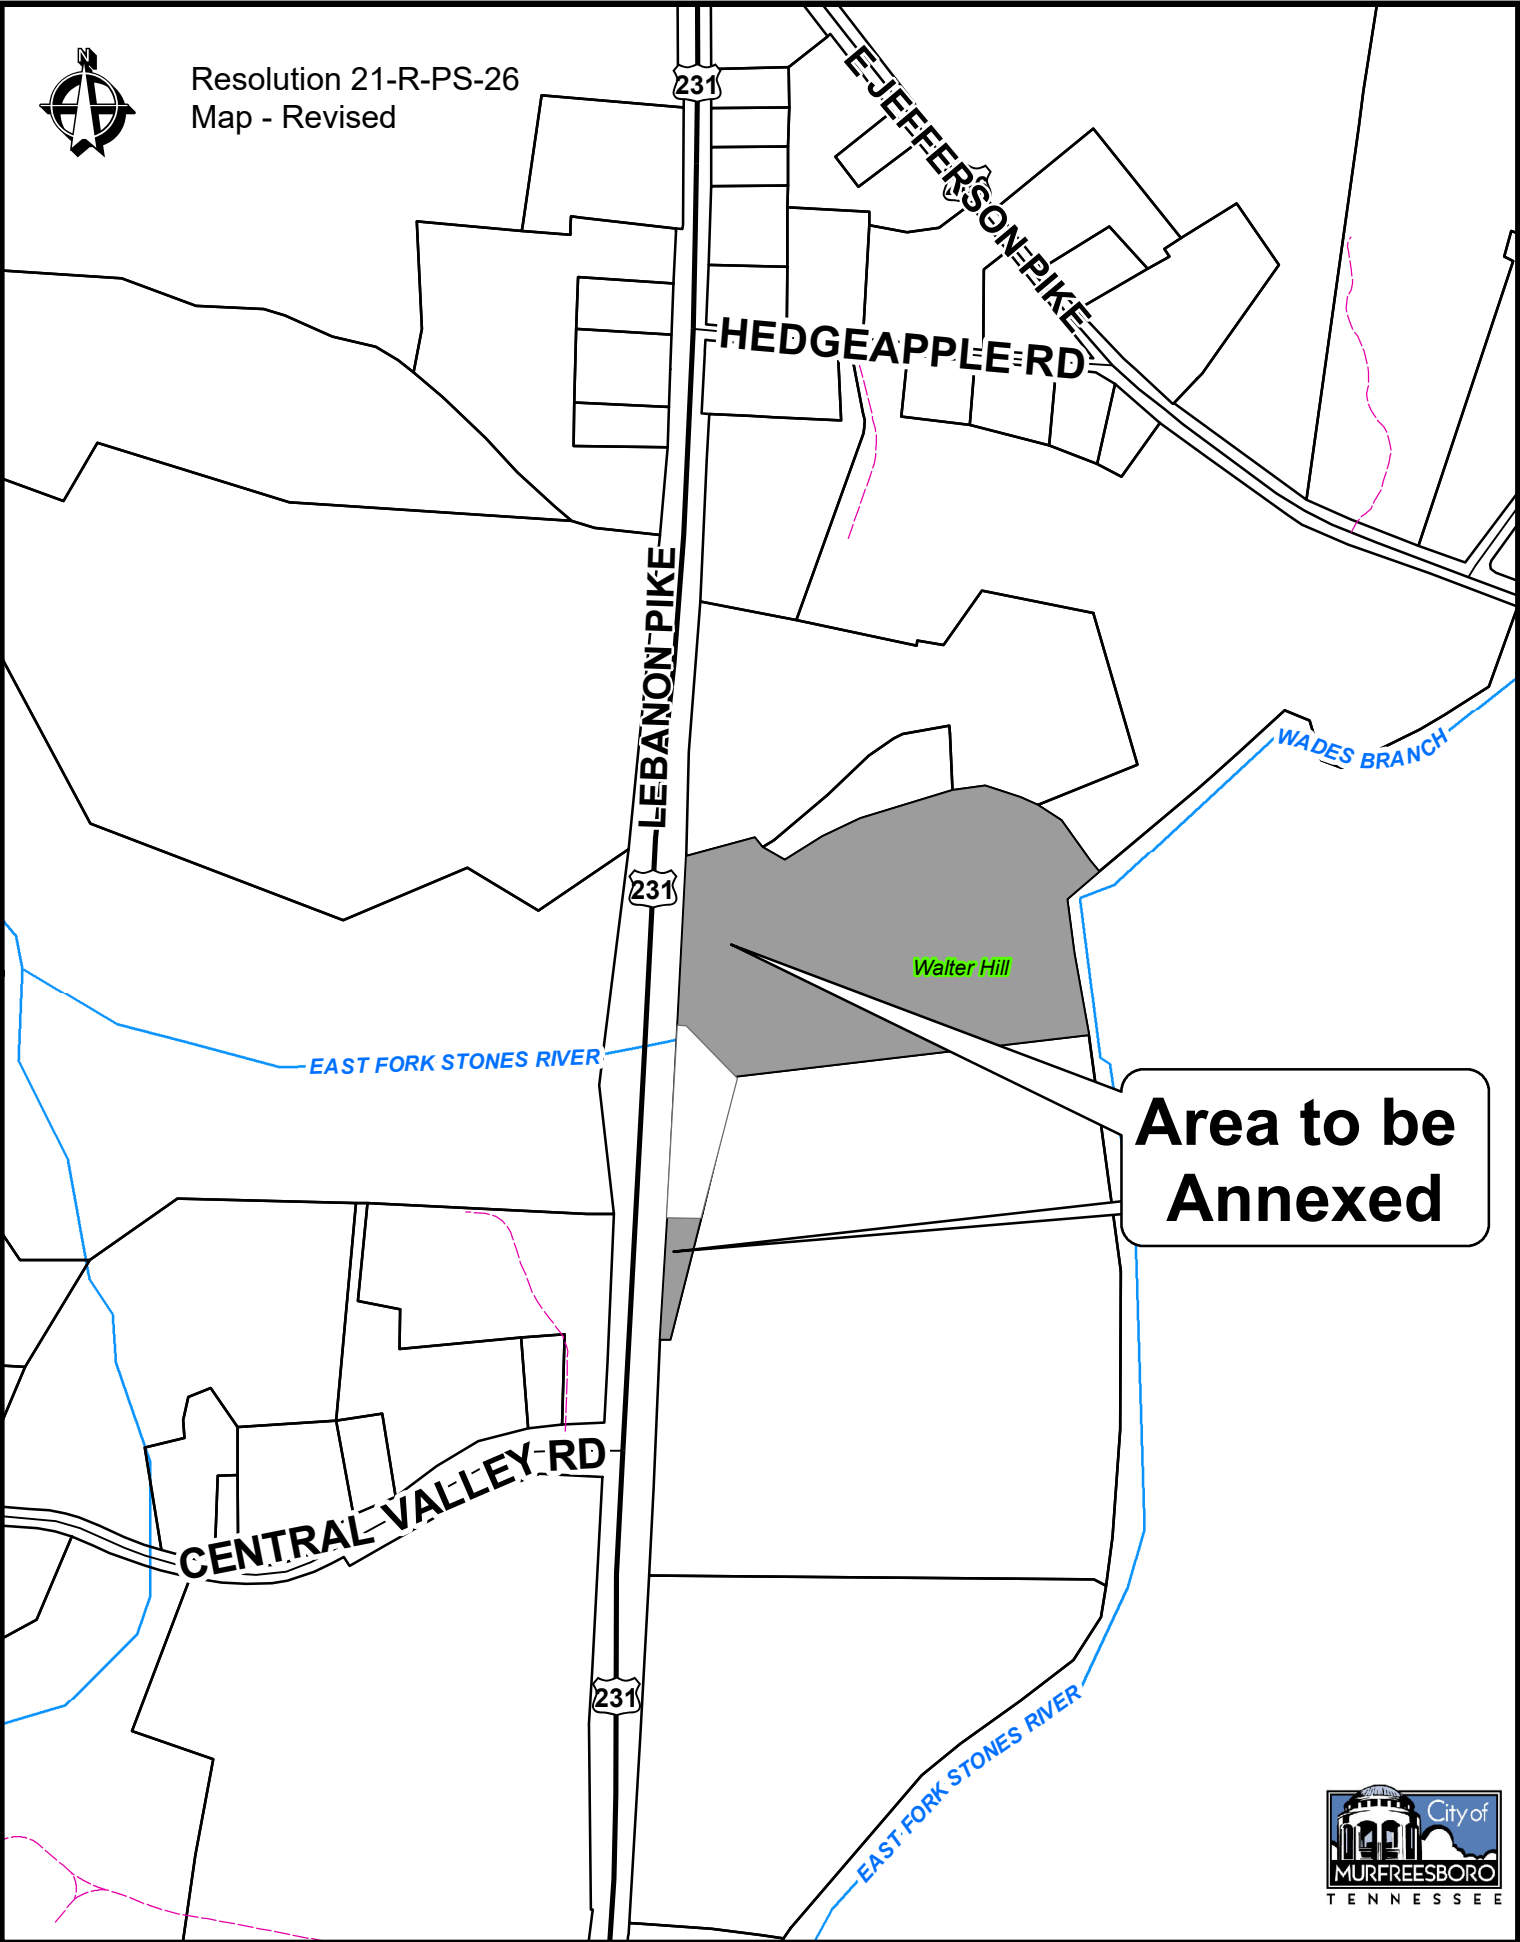 N
Resolution 21-R-PS-26
Map - Revised
231
E JEFFERSON PIKE
HEDGEAPPLE RD
LEBANON PIKE
WADES BRANCH
231
Walter Hill
EAST FORK STONES RIVER
Area to be
Annexed
CENTRAL VALLEY RD
231
EAST FORK STONES RIVER
City of
MURFREESBORO
TENNESSEE